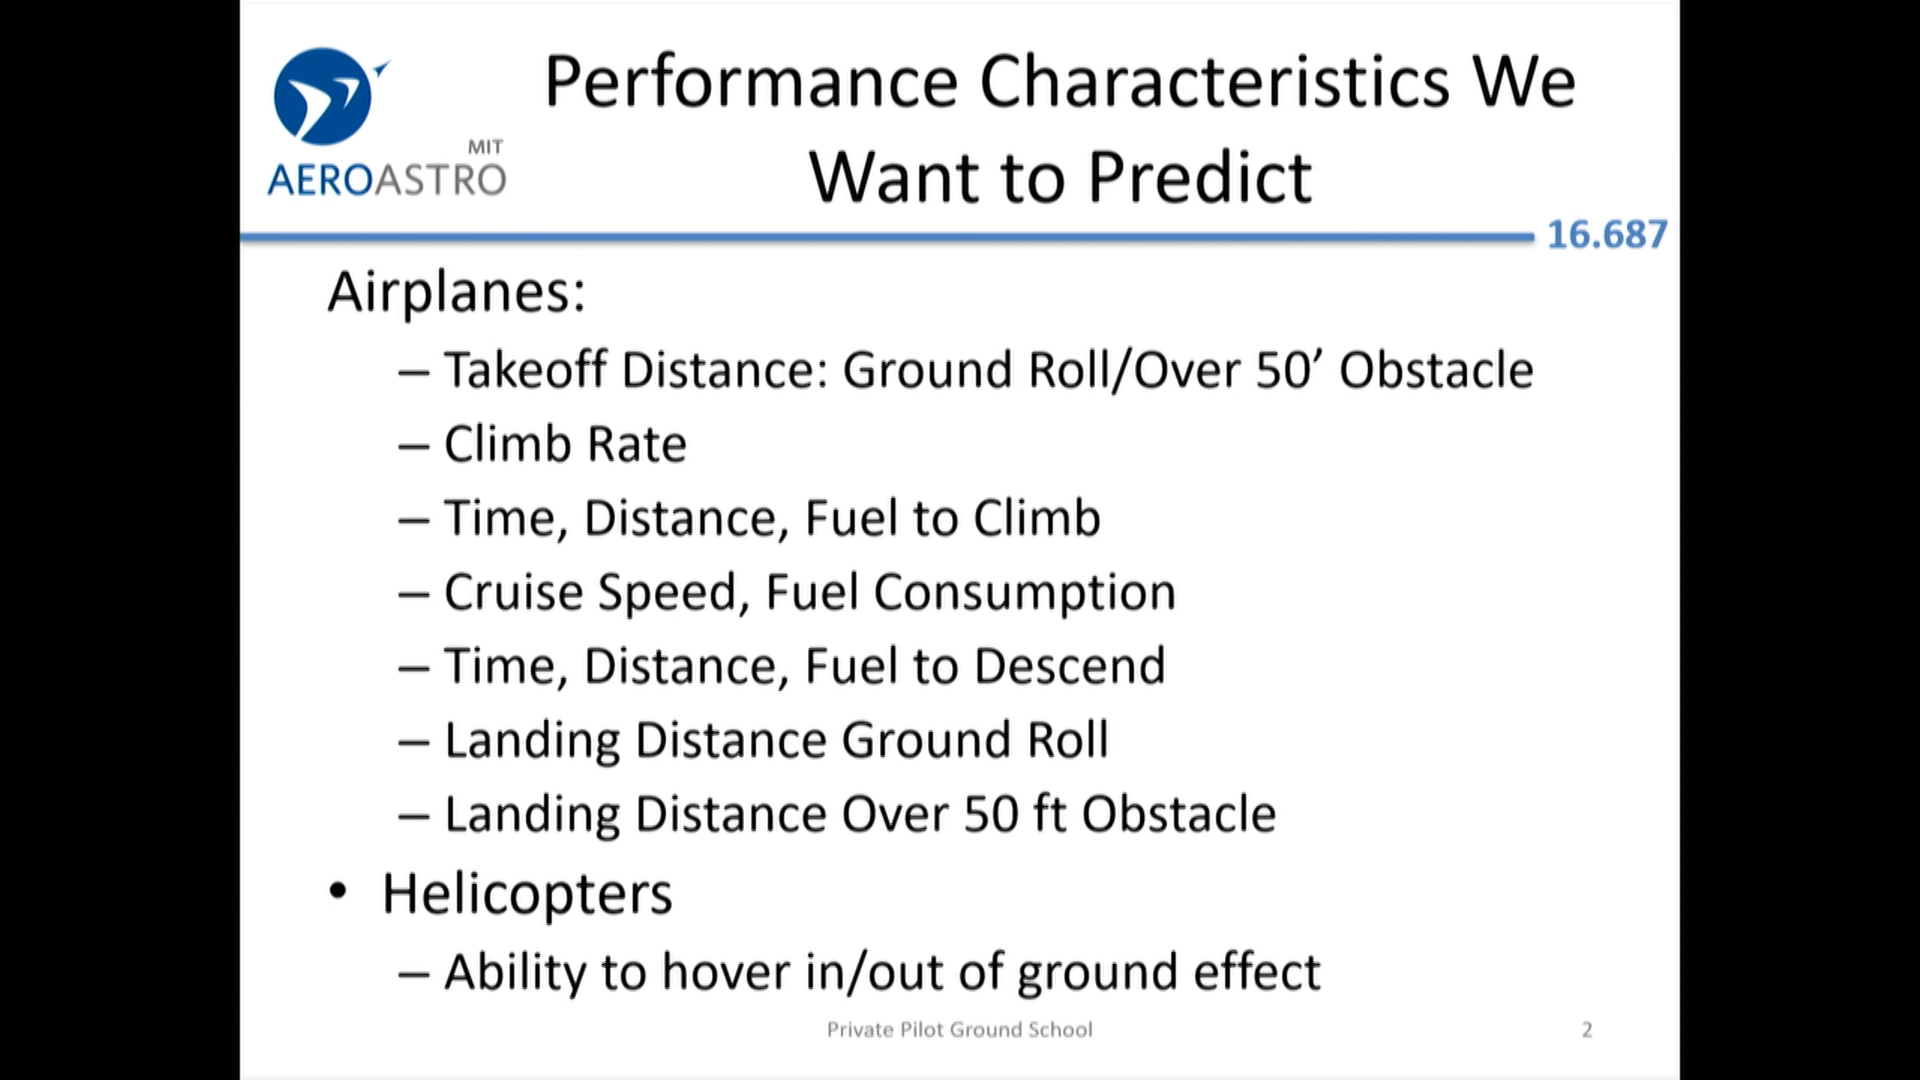 Performance Characteristics We
Want to Predict
MIT
AEROASTRO
16.687
Airplanes:
– Takeoff Distance: Ground Roll/Over 50’ Obstacle
– Climb Rate
– Time, Distance, Fuel to Climb
– Cruise Speed, Fuel Consumption
– Time, Distance, Fuel to Descend
– Landing Distance Ground Roll
– Landing Distance Over 50 ft Obstacle
• Helicopters
– Ability to hover in/out of ground effect
Private Pilot Ground School
2